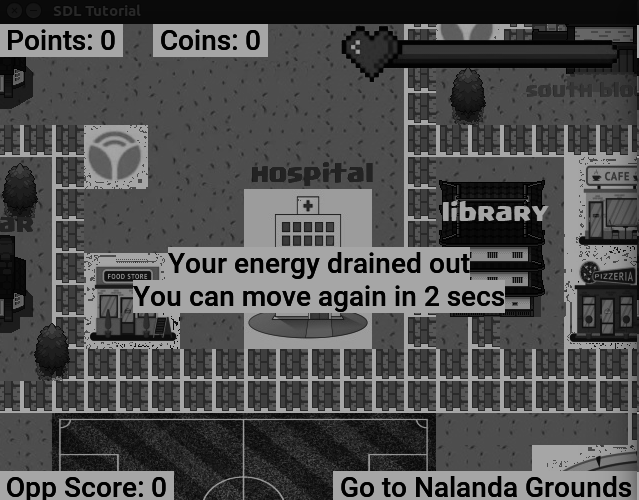 SDL Tutorial
Points: 0
Coins: 0
Hospital
LIBRARY
CAFE
FOOD STORE
PIZZERIA
Your energy drained out
You can move again in 2 secs
Opp Score: 0
Go to Nalanda Grounds